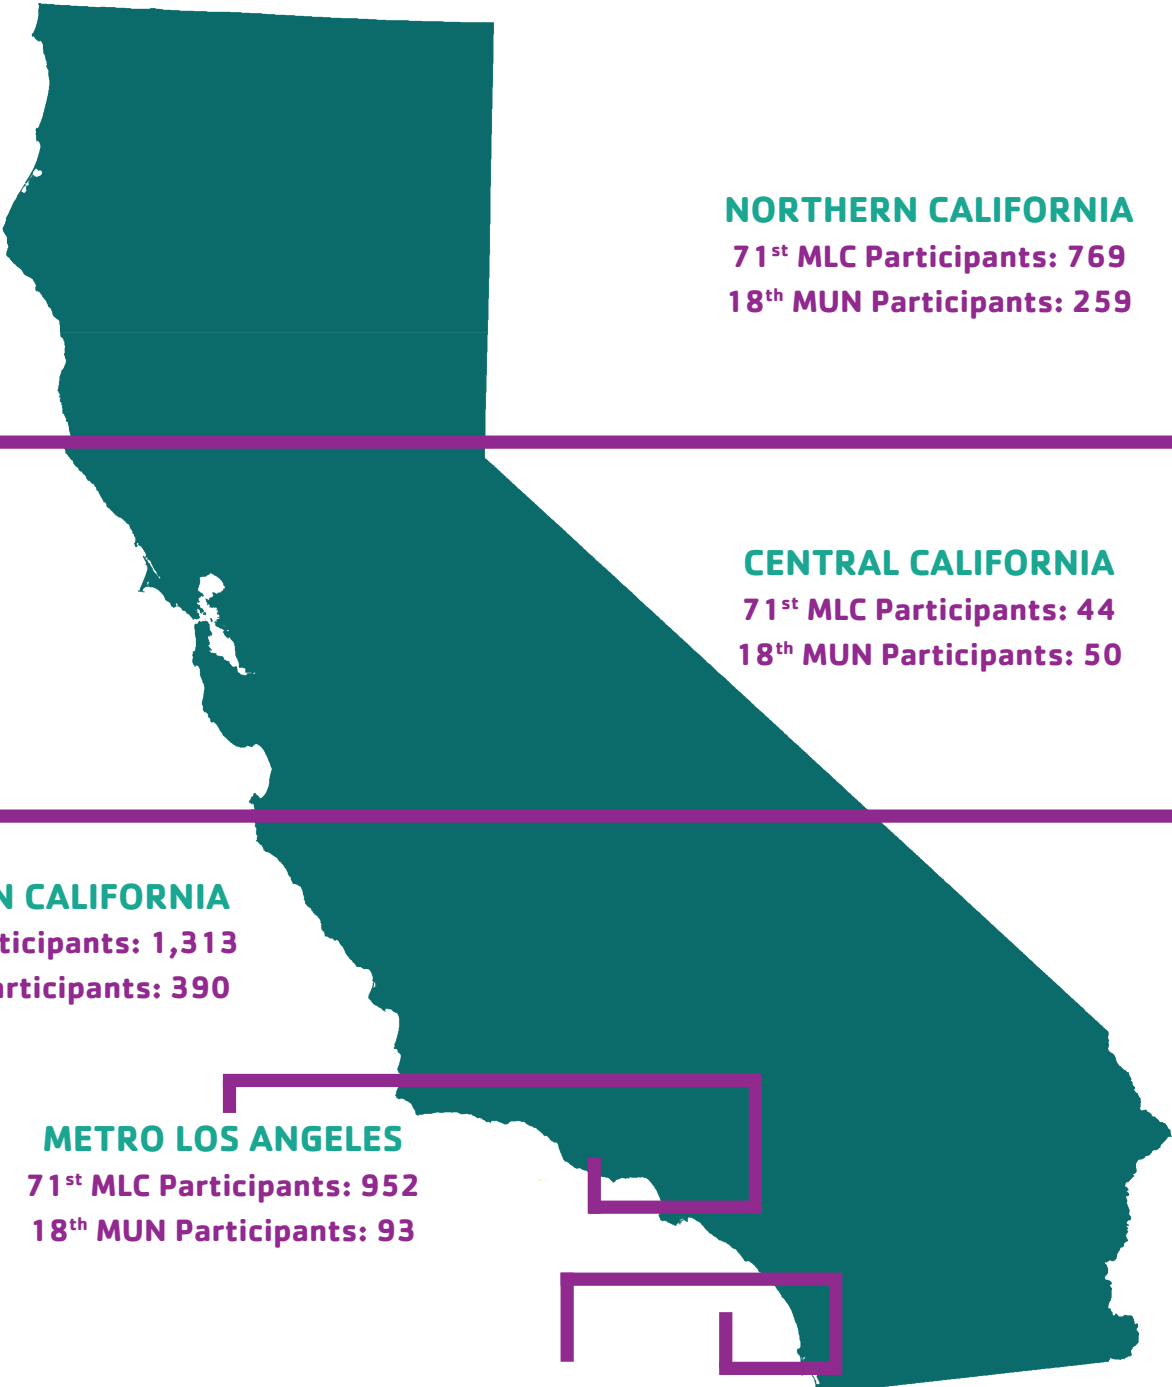 NORTHERN CALIFORNIA
71st MLC Participants: 769
18th MUN Participants: 259
CENTRAL CALIFORNIA
71st MLC Participants: 44
18th MUN Participants: 50
N CALIFORNIA
ticipants: 1,313
articipants: 390
METRO LOS ANGELES
71st MLC Participants: 952
18th MUN Participants: 93